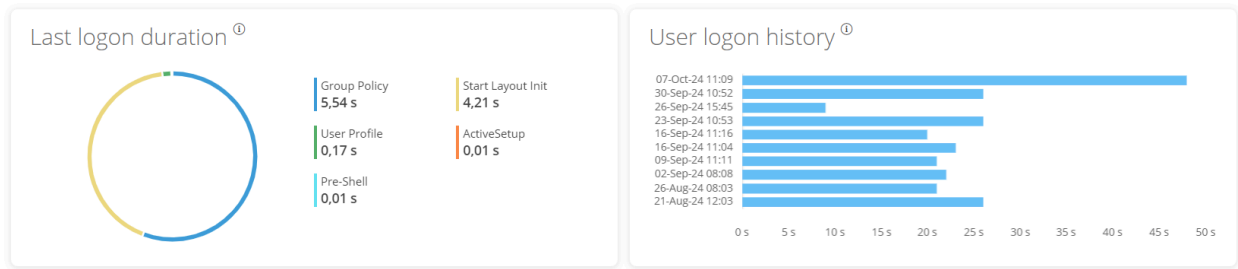 Last logon duration
Group Policy
5,54 s
Start Layout Init
4,21 s
User Profile
0,17 s
ActiveSetup
0,01 s
Pre-Shell
0,01 s
User logon history
07-Oct-24 11:09
30-Sep-24 10:52
26-Sep-24 15:45
23-Sep-24 10:53
16-Sep-24 11:16
16-Sep-24 11:04
09-Sep-24 11:11
02-Sep-24 08:08
26-Aug-24 08:03
21-Aug-24 12:03
0 s 5 s 10 s 15 s 20 s 25 s 30 s 35 s 40 s 45 s 50 s